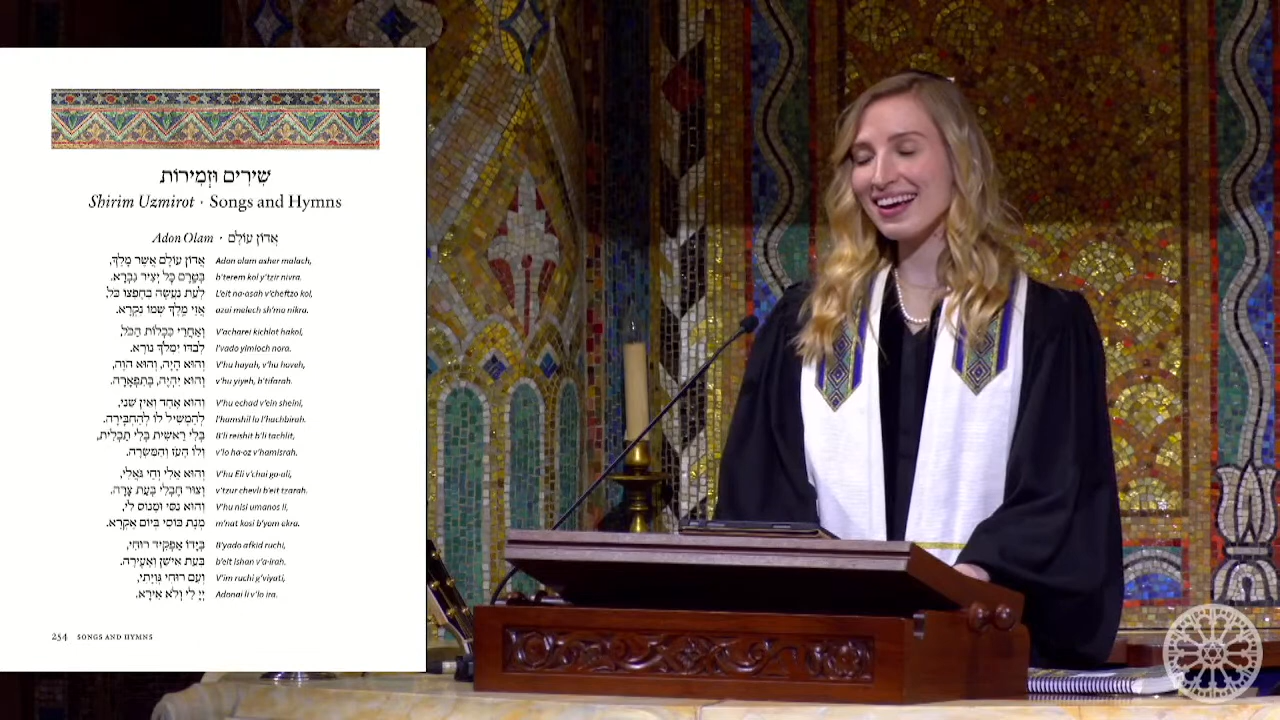 שִׁירִים וּזְמִירוֹת
Shirim Uzmirot · Songs and Hymns
Adon Olam · אֲדוֹן עוֹלָם
אֲדוֹן עוֹלָם אֲשֶׁר מָלַךְ, Adon olam asher malach,
בְּטֶֽרֶם כׇּל יְצִיר נִבְרָא. b'terem kol y'tzir nivra.
לְעֵת נַעֲשָׂה בְחֶפְצוֹ כֹּל, L'eit na-asah v'cheftzo kol,
אֲזַי מֶֽלֶךְ שְׁמוֹ נִקְרָא. azai melech sh'mo nikra.
וְאַחֲרֵי כִּכְלוֹת הַכֹּל, V'acharei kichlot hakol,
לְבַדּוֹ יִמְלֹךְ נוֹרָא. l'vado yimloch nora.
וְהוּא הָיָה, וְהוּא הֹוֶה, V'hu hayah, v'hu hoveh,
וְהוּא יִהְיֶה, בְּתִפְאָרָה. v'hu yiyeh, b'tifarah.
וְהוּא אֶחָד וְאֵין שֵׁנִי, V'hu echad v'ein sheini,
לְהַמְשִׁיל לוֹ לְהַחְבִּֽירָה. l'hamshil lo l'hachbirah.
בְּלִי רֵאשִׁית בְּלִי תַכְלִית, B'li reishit b'li tachlit,
וְלוֹ הָעֹז וְהַמִּשְׂרָה. v'lo ha-oz v'hamisrah.
וְהוּא אֵלִי וְחַי גּוֹאֲלִי, V'hu Eli v'chai go-ali,
וְצוּר חֶבְלִי בְּעֵת צָרָה. v'tzur chevli b'eit tzarah.
וְהוּא נִסִּי וּמָנוֹס לִי, V'hu nisi umanos li,
מְנָת כּוֹסִי בְּיוֹם אֶקְרָא. m'nat kosi b'yom ekra.
בְּיָדוֹ אַפְקִיד רוּחִי, B'yado afkid ruchi,
בְּעֵת אִישַׁן וְאָעִֽירָה. b'eit ishan v'a-irah.
וְעִם רוּחִי גְּוִיָּתִי, V'im ruchi g'viyati,
יְיָ לִי וְלֹא אִירָא. Adonai li v'lo ira.
254 SONGS AND HYMNS